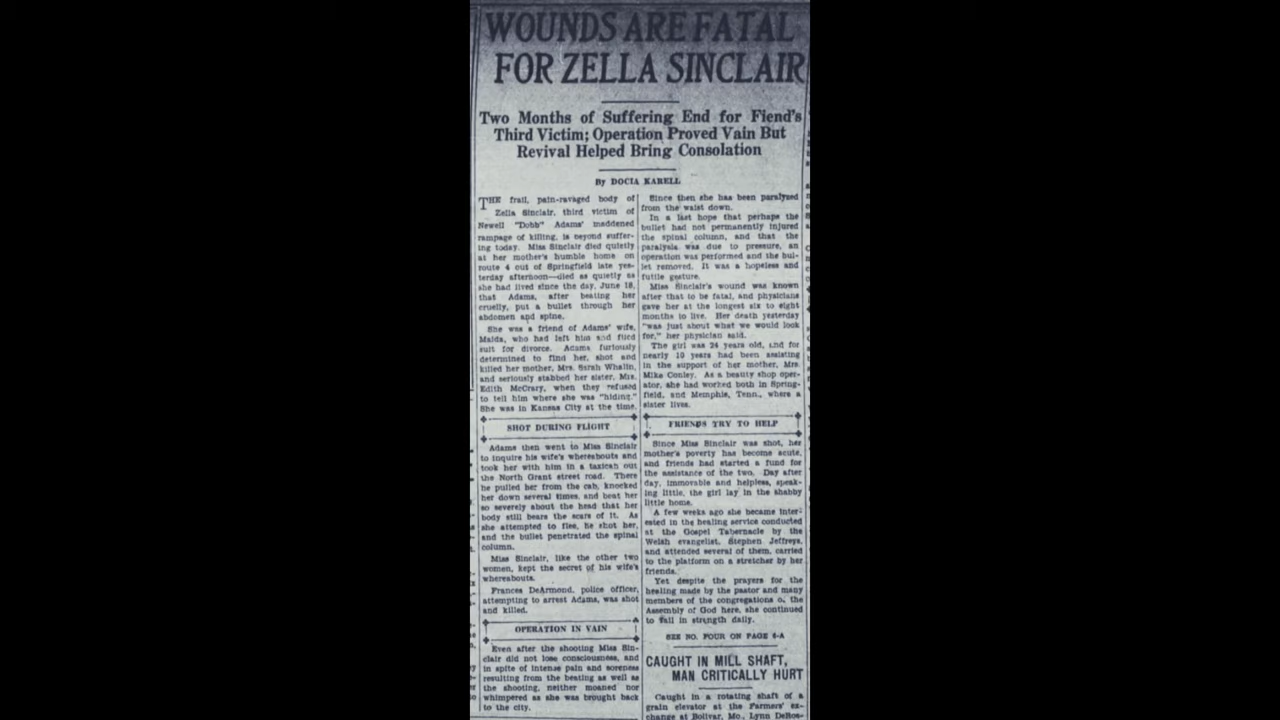 WOUNDS ARE FATAL
FOR ZELLA SINCLAIR
Two Months of Suffering End for Fiend's
Third Victim; Operation Proved Vain But
Revival Helped Bring Consolation
By DOCIA KARELL
THE frail, pain-ravaged body of
Zella Sinclair, third victim of
Newell "Dobb" Adams' maddened
rampage of killing, is beyond suffer-
ing today. Miss Sinclair died quietly
at her mother's humble home on
route 4 out of Springfield late yes-
terday afternoon—died as quietly as
she had lived since the day, June 18,
that Adams, after beating her
cruelly, put a bullet through her
abdomen and spine.
She was a friend of Adams' wife,
Maida, who had left him and filed
suit for divorce. Adams furiously
determined to find her, shot and
killed her mother, Mrs. Sarah Whalin,
and seriously stabbed her sister, Mrs.
Edith McCrary, when they refused
to tell him where she was "hiding."
She was in Kansas City at the time.
SHOT DURING FLIGHT
Adams then went to Miss Sinclair
to inquire his wife's whereabouts and
took her with him in a taxicab out
the North Grant street road. There
he pulled her from the cab, knocked
her down several times, and beat her
so severely about the head that her
body still bears the scars of it. As
she attempted to flee, he shot her,
and the bullet penetrated the spinal
column.
Miss Sinclair, like the other two
women, kept the secret of his wife's
whereabouts.
Frances DeArmond, police officer,
attempting to arrest Adams, was shot
and killed.
OPERATION IN VAIN
Even after the shooting Miss Sin-
clair did not lose consciousness, and
in spite of intense pain and soreness
resulting from the beating as well as
the shooting, neither moaned nor
whimpered as she was brought back
to the city.
Since then she has been paralyzed
from the waist down.
In a last hope that perhaps the
bullet had not permanently injured
the spinal column, and that the
paralysis was due to pressure, an
operation was performed and the bul-
let removed. It was a hopeless and
futile gesture.
Miss Sinclair's wound was known
after that to be fatal, and physicians
gave her at the longest six to eight
months to live. Her death yesterday
"was just about what we would look
for," her physician said.
The girl was 24 years old, and for
nearly 10 years had been assisting
in the support of her mother, Mrs.
Mike Conley. As a beauty shop oper-
ator, she had worked both in Spring-
field, and Memphis, Tenn., where a
sister lives.
FRIENDS TRY TO HELP
Since Miss Sinclair was shot, her
mother's poverty has become acute,
and friends had started a fund for
the assistance of the two. Day after
day, immovable and helpless, speak-
ing little, the girl lay in the shabby
little home.
A few weeks ago she became inter-
ested in the healing service conducted
at the Gospel Tabernacle by the
Welsh evangelist, Stephen Jeffreys,
and attended several of them, carried
to the platform on a stretcher by her
friends.
Yet despite the prayers for the
healing made by the pastor and many
members of the congregations of the
Assembly of God here, she continued
to fail in strength daily.
SEE NO. FOUR ON PAGE 6-A
CAUGHT IN MILL SHAFT,
MAN CRITICALLY HURT
Caught in a rotating shaft of a
grain elevator at the Farmers' ex-
change at Bolivar, Mo., Lynn DeRos-